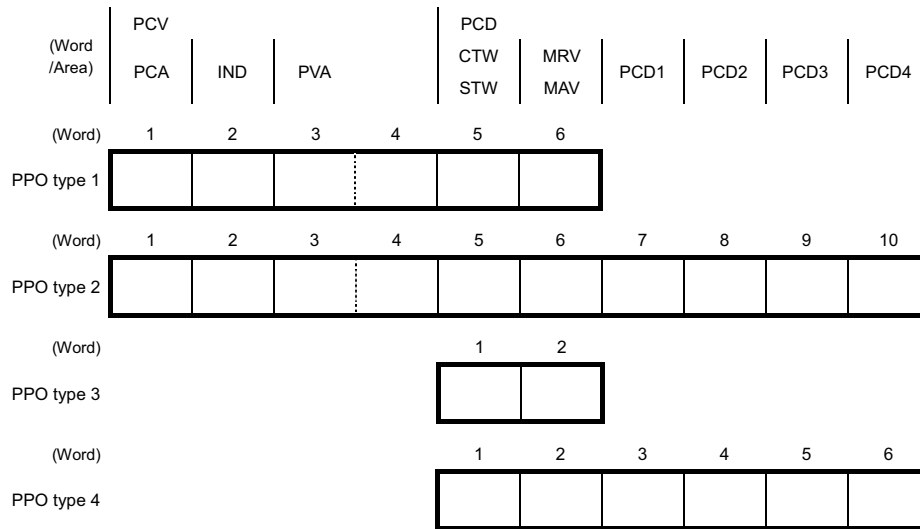 PCV PCD
(Word
/Area)
PCA IND PVA CTW MRV PCD1 PCD2 PCD3 PCD4
STW MAV
(Word) 1 2 3 4 5 6
PPO type 1
(Word) 1 2 3 4 5 6 7 8 9 10
PPO type 2
(Word) 1 2
PPO type 3
(Word) 1 2 3 4 5 6
PPO type 4